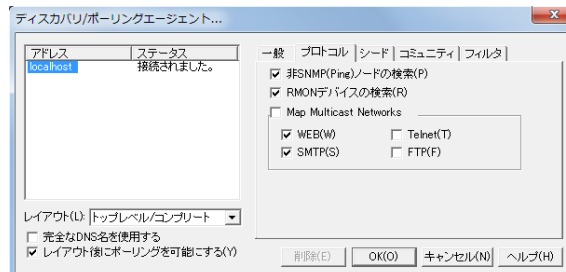 ディスカバリ/ポーリングエージェント...
アドレス ステータス
localhost 接続されました。
一般 プロトコル シード コミュニティ フィルタ
非SNMP(Ping)ノードの検索(P)
RMONデバイスの検索(R)
Map Multicast Networks
WEB(W) Telnet(T)
SMTP(S) FTP(F)
レイアウト(L): トップレベル/コンプリート
完全なDNS名を使用する
レイアウト後にポーリングを可能にする(Y)
削除(E) OK(O) キャンセル(N) ヘルプ(H)